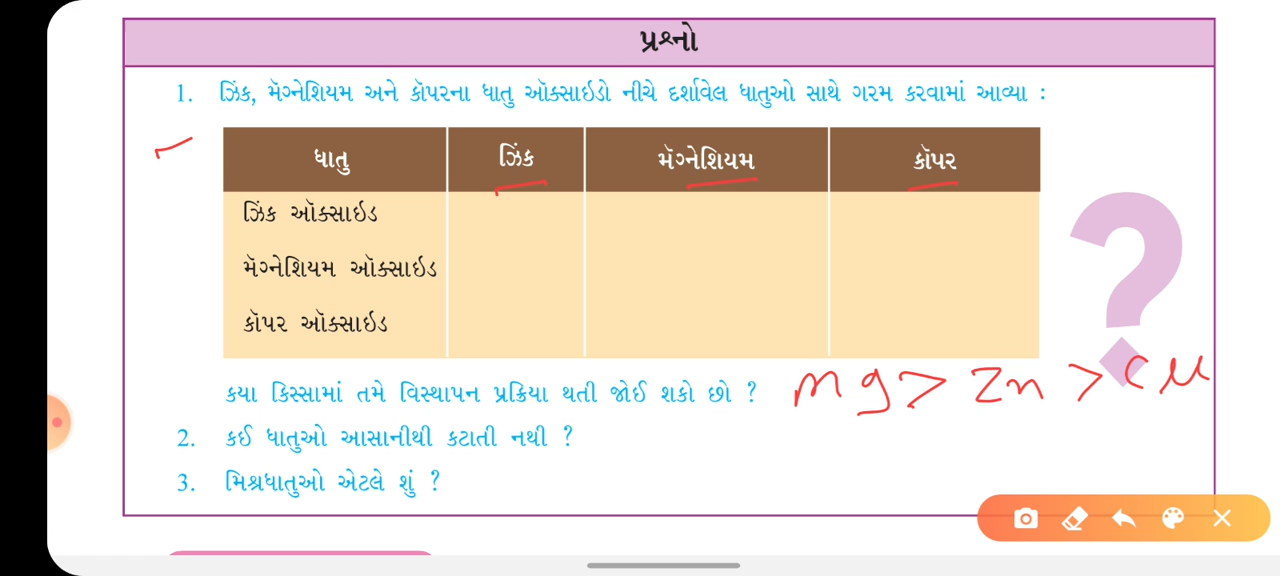 પ્રશ્નો
1. ઝિંક, મૅગ્નેશિયમ અને કૉપરના ધાતુ ઑક્સાઇડો નીચે દર્શાવેલ ધાતુઓ સાથે ગરમ કરવામાં આવ્યા :
ધાતુ ઝિંક મૅગ્નેશિયમ કૉપર
ઝિંક ઑક્સાઇડ
મૅગ્નેશિયમ ઑક્સાઇડ
કૉપર ઑક્સાઇડ
કયા કિસ્સામાં તમે વિસ્થાપન પ્રક્રિયા થતી જોઈ શકો છો ? mg > Zn > Cu
2. કઈ ધાતુઓ આસાનીથી કટાતી નથી ?
3. મિશ્રધાતુઓ એટલે શું ?